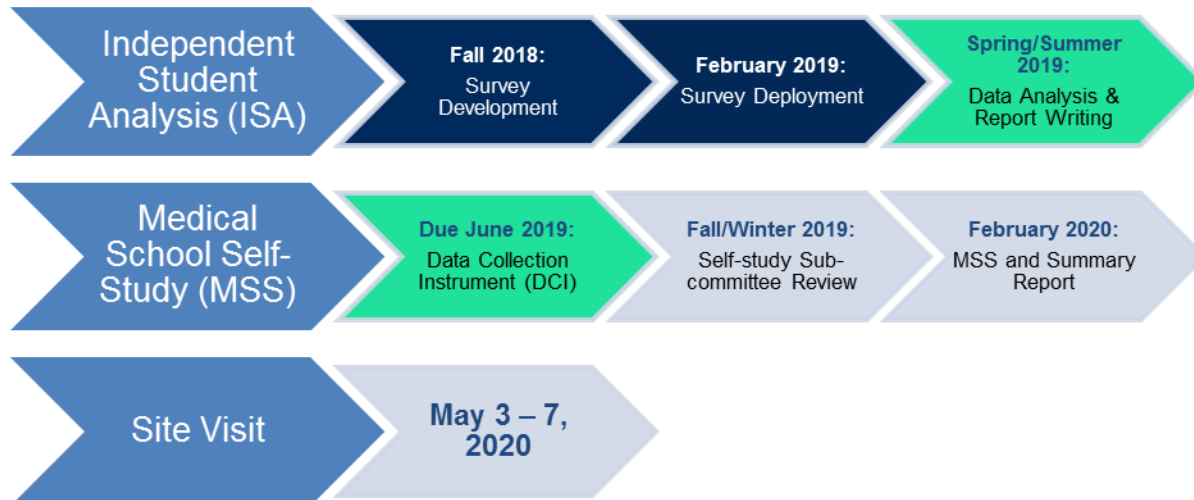 Independent
Student
Analysis (ISA)
Fall 2018:
Survey
Development
February 2019:
Survey Deployment
Spring/Summer
2019:
Data Analysis &
Report Writing
Medical
School Self-
Study (MSS)
Due June 2019:
Data Collection
Instrument (DCI)
Fall/Winter 2019:
Self-study Sub-
committee Review
February 2020:
MSS and Summary
Report
Site Visit
May 3 – 7,
2020